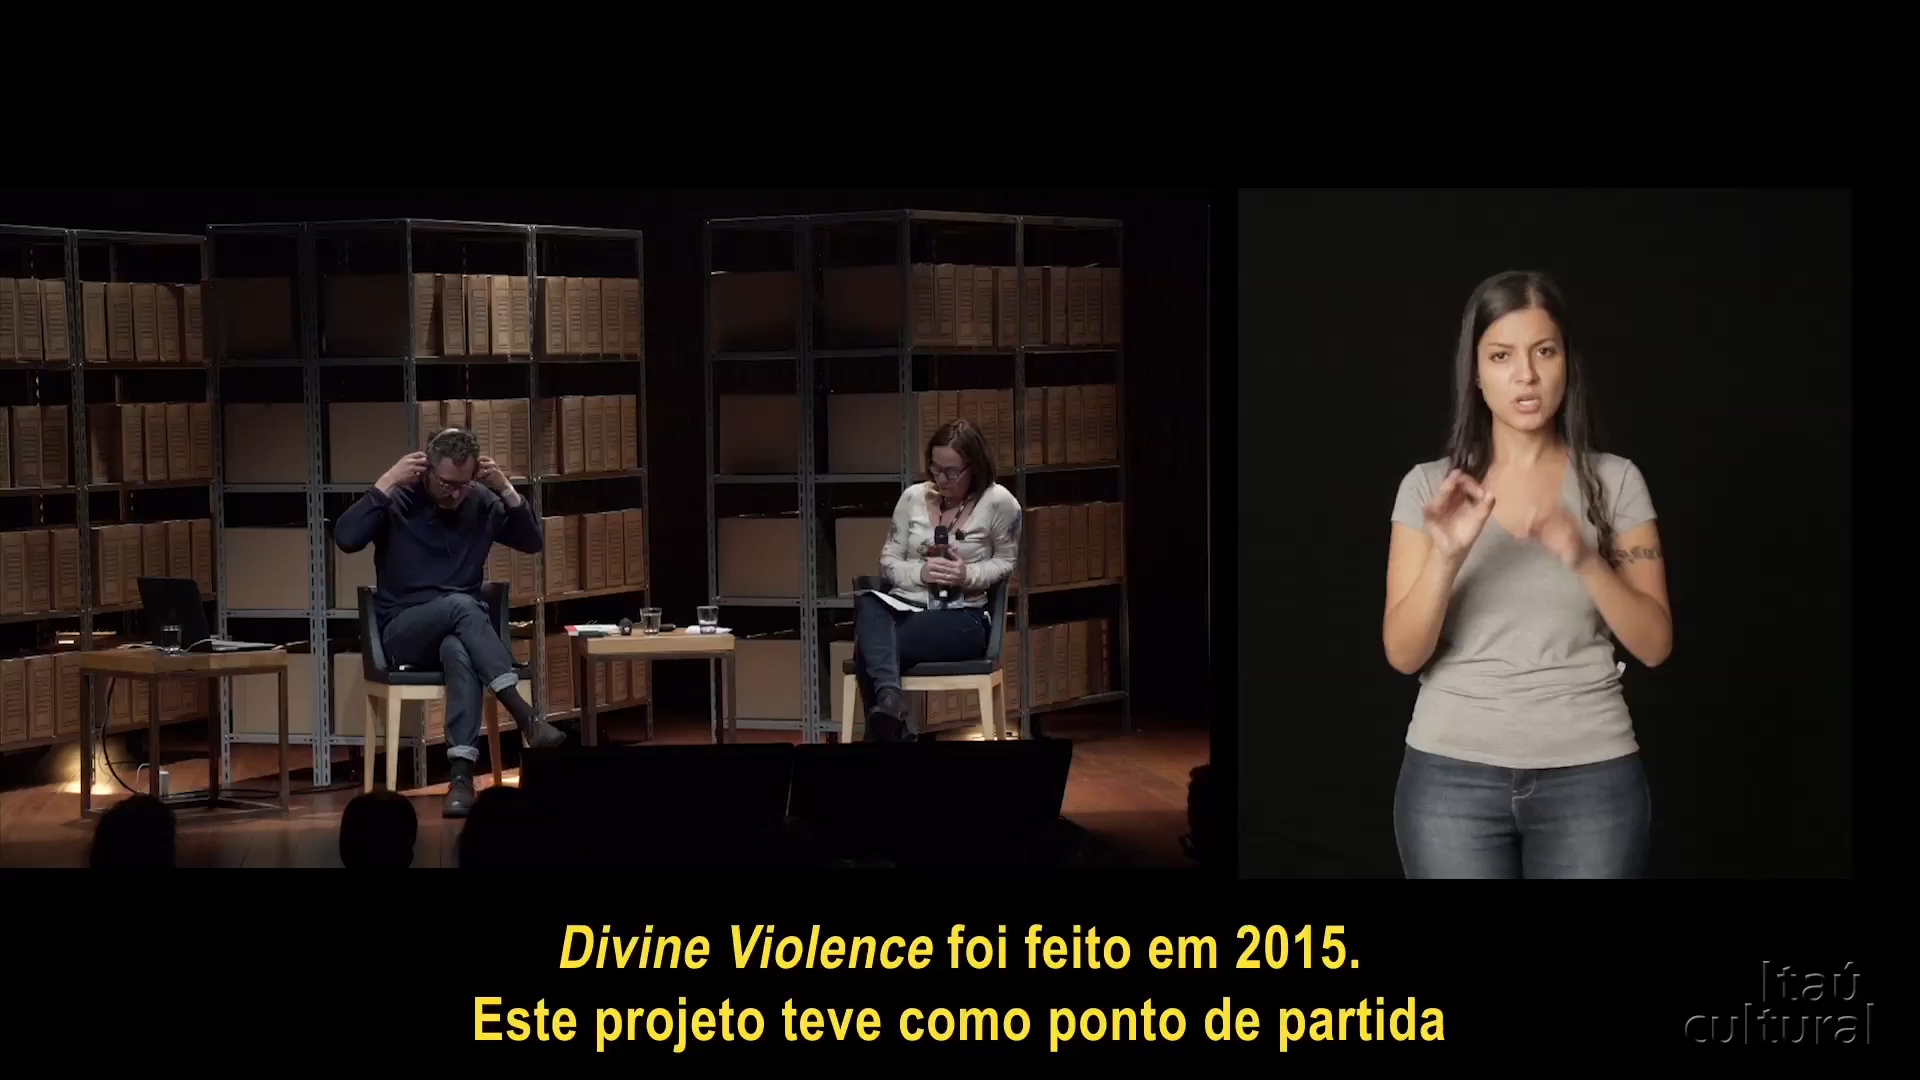 Divine Violence foi feito em 2015.
Este projeto teve como ponto de partida
Itaú
cultural